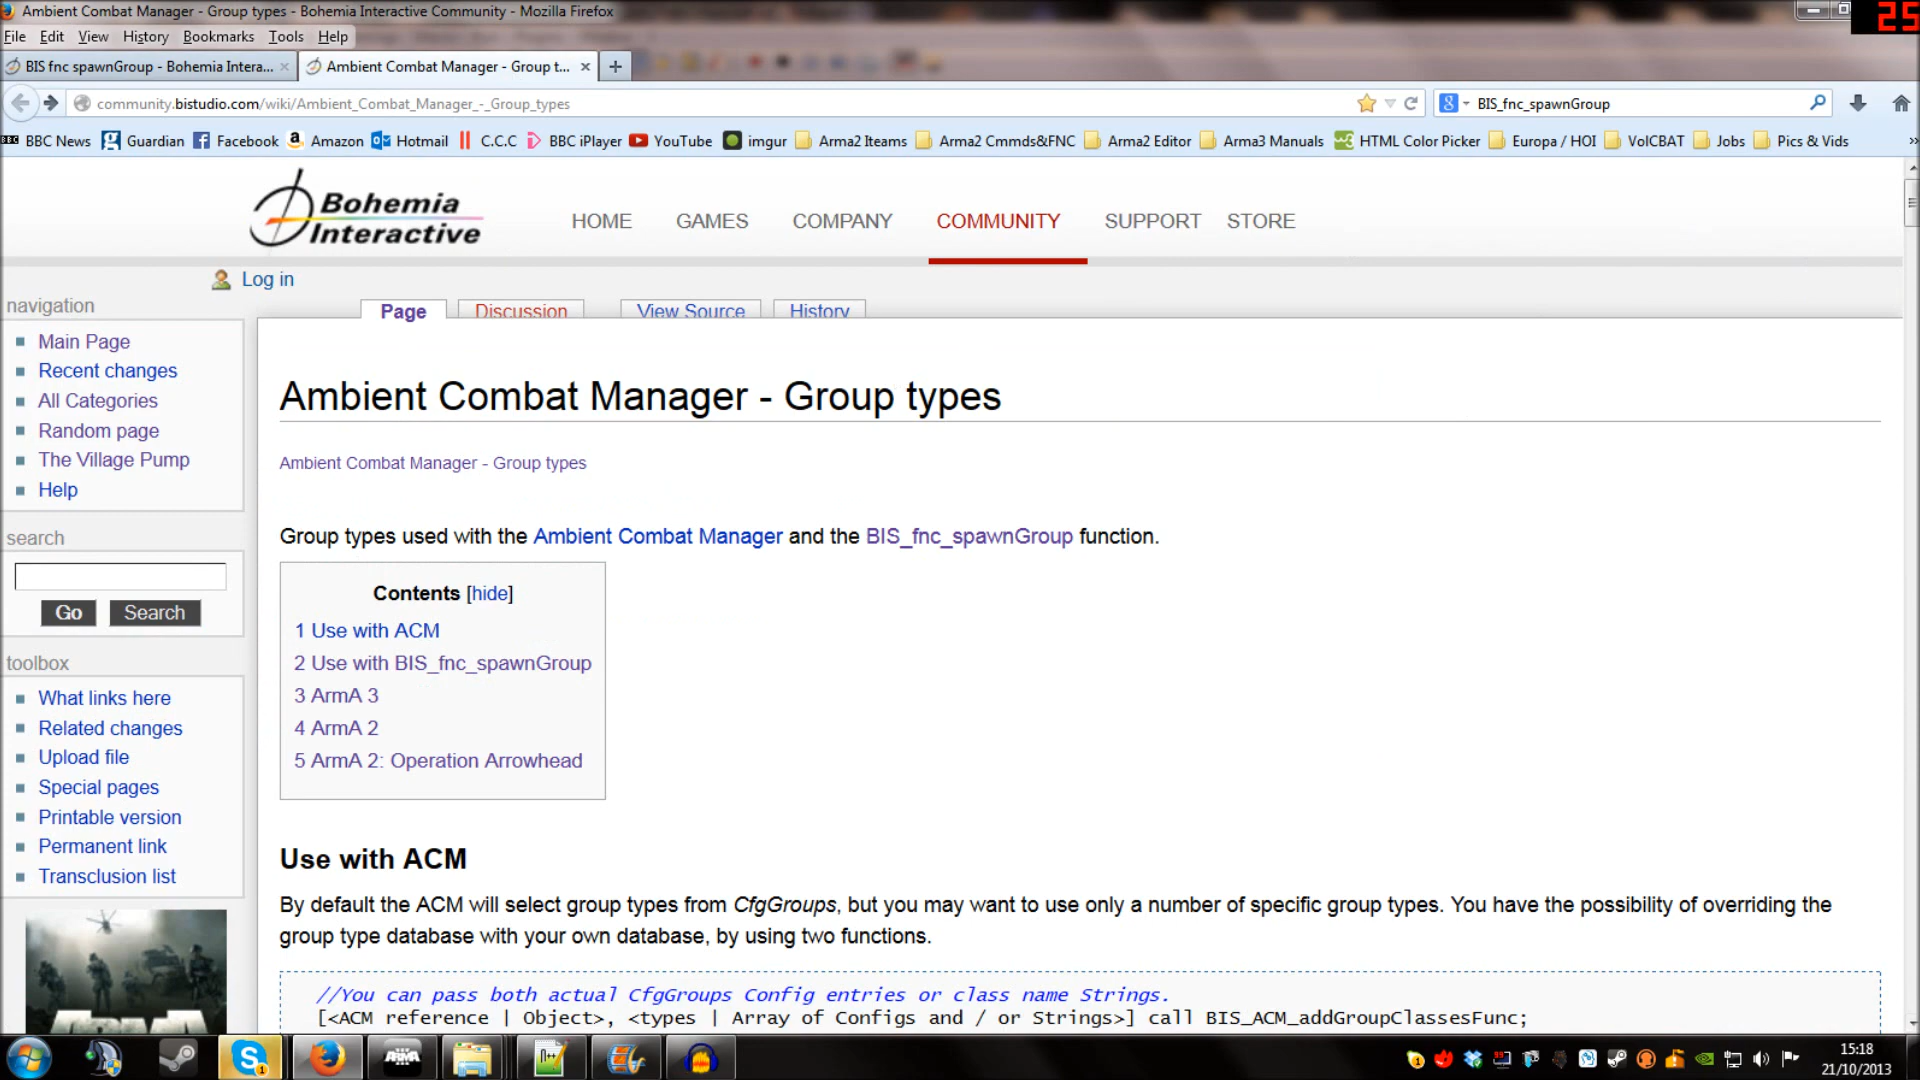 Ambient Combat Manager - Group types - Bohemia Interactive Community - Mozilla Firefox
25
File Edit View History Bookmarks Tools Help
BIS fnc spawnGroup - Bohemia Intera...
Ambient Combat Manager - Group t...
community.bistudio.com/wiki/Ambient_Combat_Manager_-_Group_types
BIS_fnc_spawnGroup
BBC News Guardian Facebook Amazon Hotmail C.C.C BBC iPlayer YouTube imgur Arma2 Iteams Arma2 Cmmds&FNC Arma2 Editor Arma3 Manuals HTML Color Picker Europa / HOI VolCBAT Jobs Pics & Vids
Bohemia
Interactive
HOME GAMES COMPANY COMMUNITY SUPPORT STORE
Log in
Page Discussion View Source History
navigation
Main Page
Recent changes
All Categories
Random page
The Village Pump
Help
search
Go Search
toolbox
What links here
Related changes
Upload file
Special pages
Printable version
Permanent link
Transclusion list
Ambient Combat Manager - Group types
Ambient Combat Manager - Group types
Group types used with the Ambient Combat Manager and the BIS_fnc_spawnGroup function.
Contents [hide]
1 Use with ACM
2 Use with BIS_fnc_spawnGroup
3 ArmA 3
4 ArmA 2
5 ArmA 2: Operation Arrowhead
Use with ACM
By default the ACM will select group types from CfgGroups, but you may want to use only a number of specific group types. You have the possibility of overriding the
group type database with your own database, by using two functions.
//You can pass both actual CfgGroups Config entries or class name Strings.
[<ACM reference | Object>, <types | Array of Configs and / or Strings>] call BIS_ACM_addGroupClassesFunc;
15:18
21/10/2013